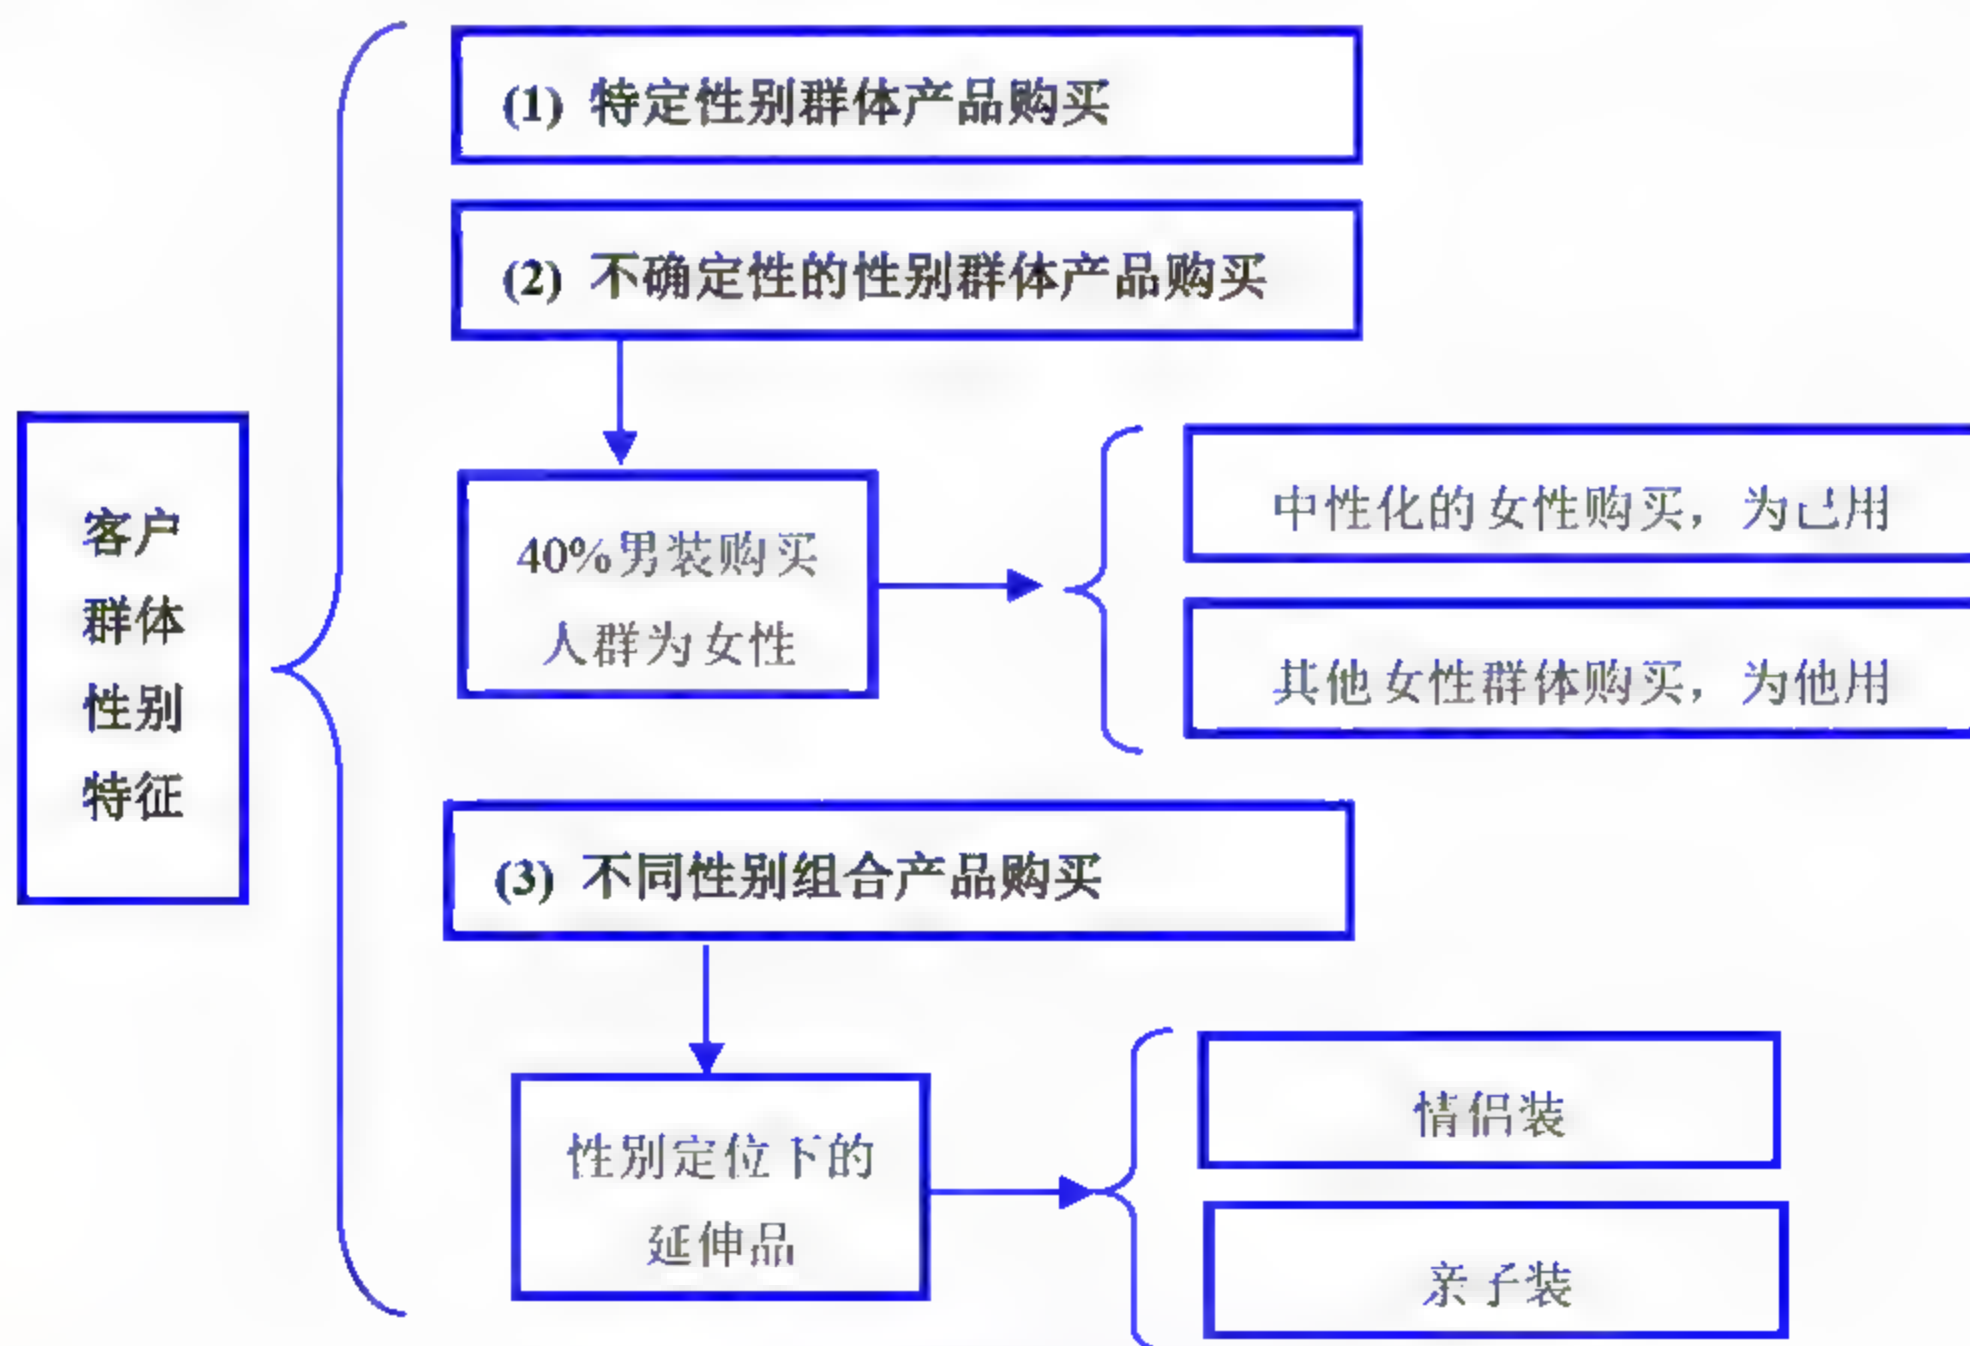 (1) 特定性别群体产品购买
(2) 不确定性的性别群体产品购买
客户
群体
性别
特征
40%男装购买
人群为女性
中性化的女性购买，为己用
其他女性群体购买，为他用
(3) 不同性别组合产品购买
性别定位下的
延伸品
情侣装
亲子装